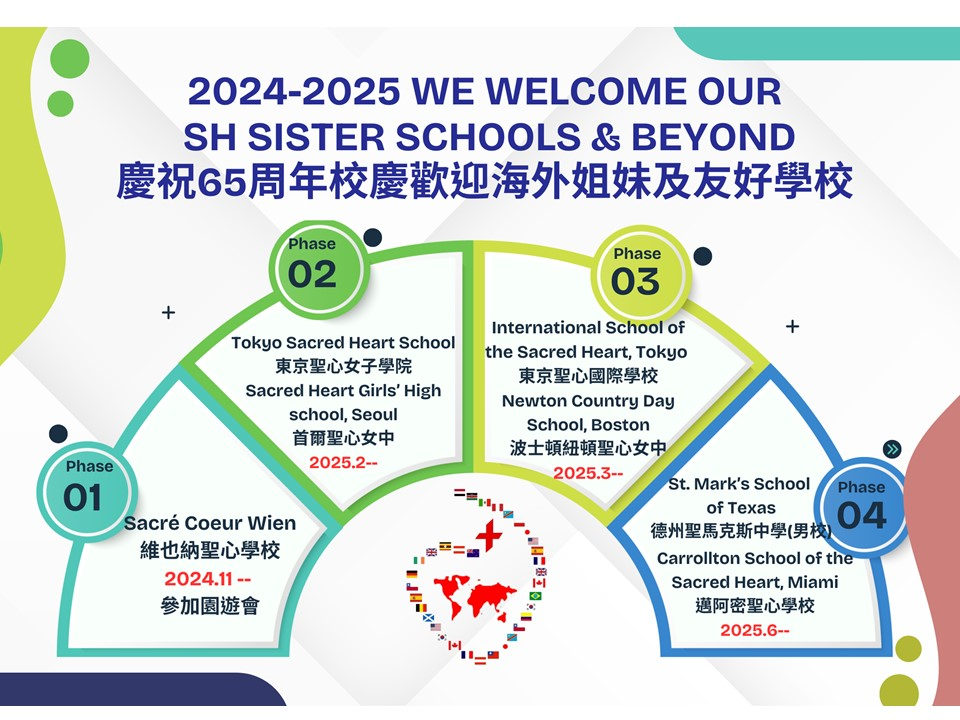 2024-2025 WE WELCOME OUR
SH SISTER SCHOOLS & BEYOND
慶祝65周年校慶歡迎海外姐妹及友好學校
Phase
01
Sacré Coeur Wien
維也納聖心學校
2024.11 --
參加園遊會
Phase
02
Tokyo Sacred Heart School
東京聖心女子學院
Sacred Heart Girls' High
school, Seoul
首爾聖心女中
2025.2--
Phase
03
International School of
the Sacred Heart, Tokyo
東京聖心國際學校
Newton Country Day
School, Boston
波士頓紐頓聖心女中
2025.3--
Phase
04
St. Mark's School
of Texas
德州聖馬克斯中學(男校)
Carrollton School of the
Sacred Heart, Miami
邁阿密聖心學校
2025.6--